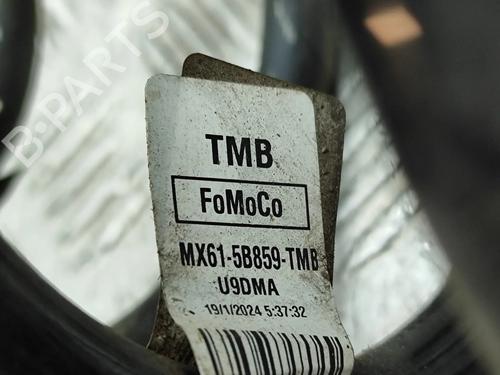 B-PARTS
TMB
FoMoCo
MX61-5B859-TMB
U9DMA
19/1/2024 5:37:32